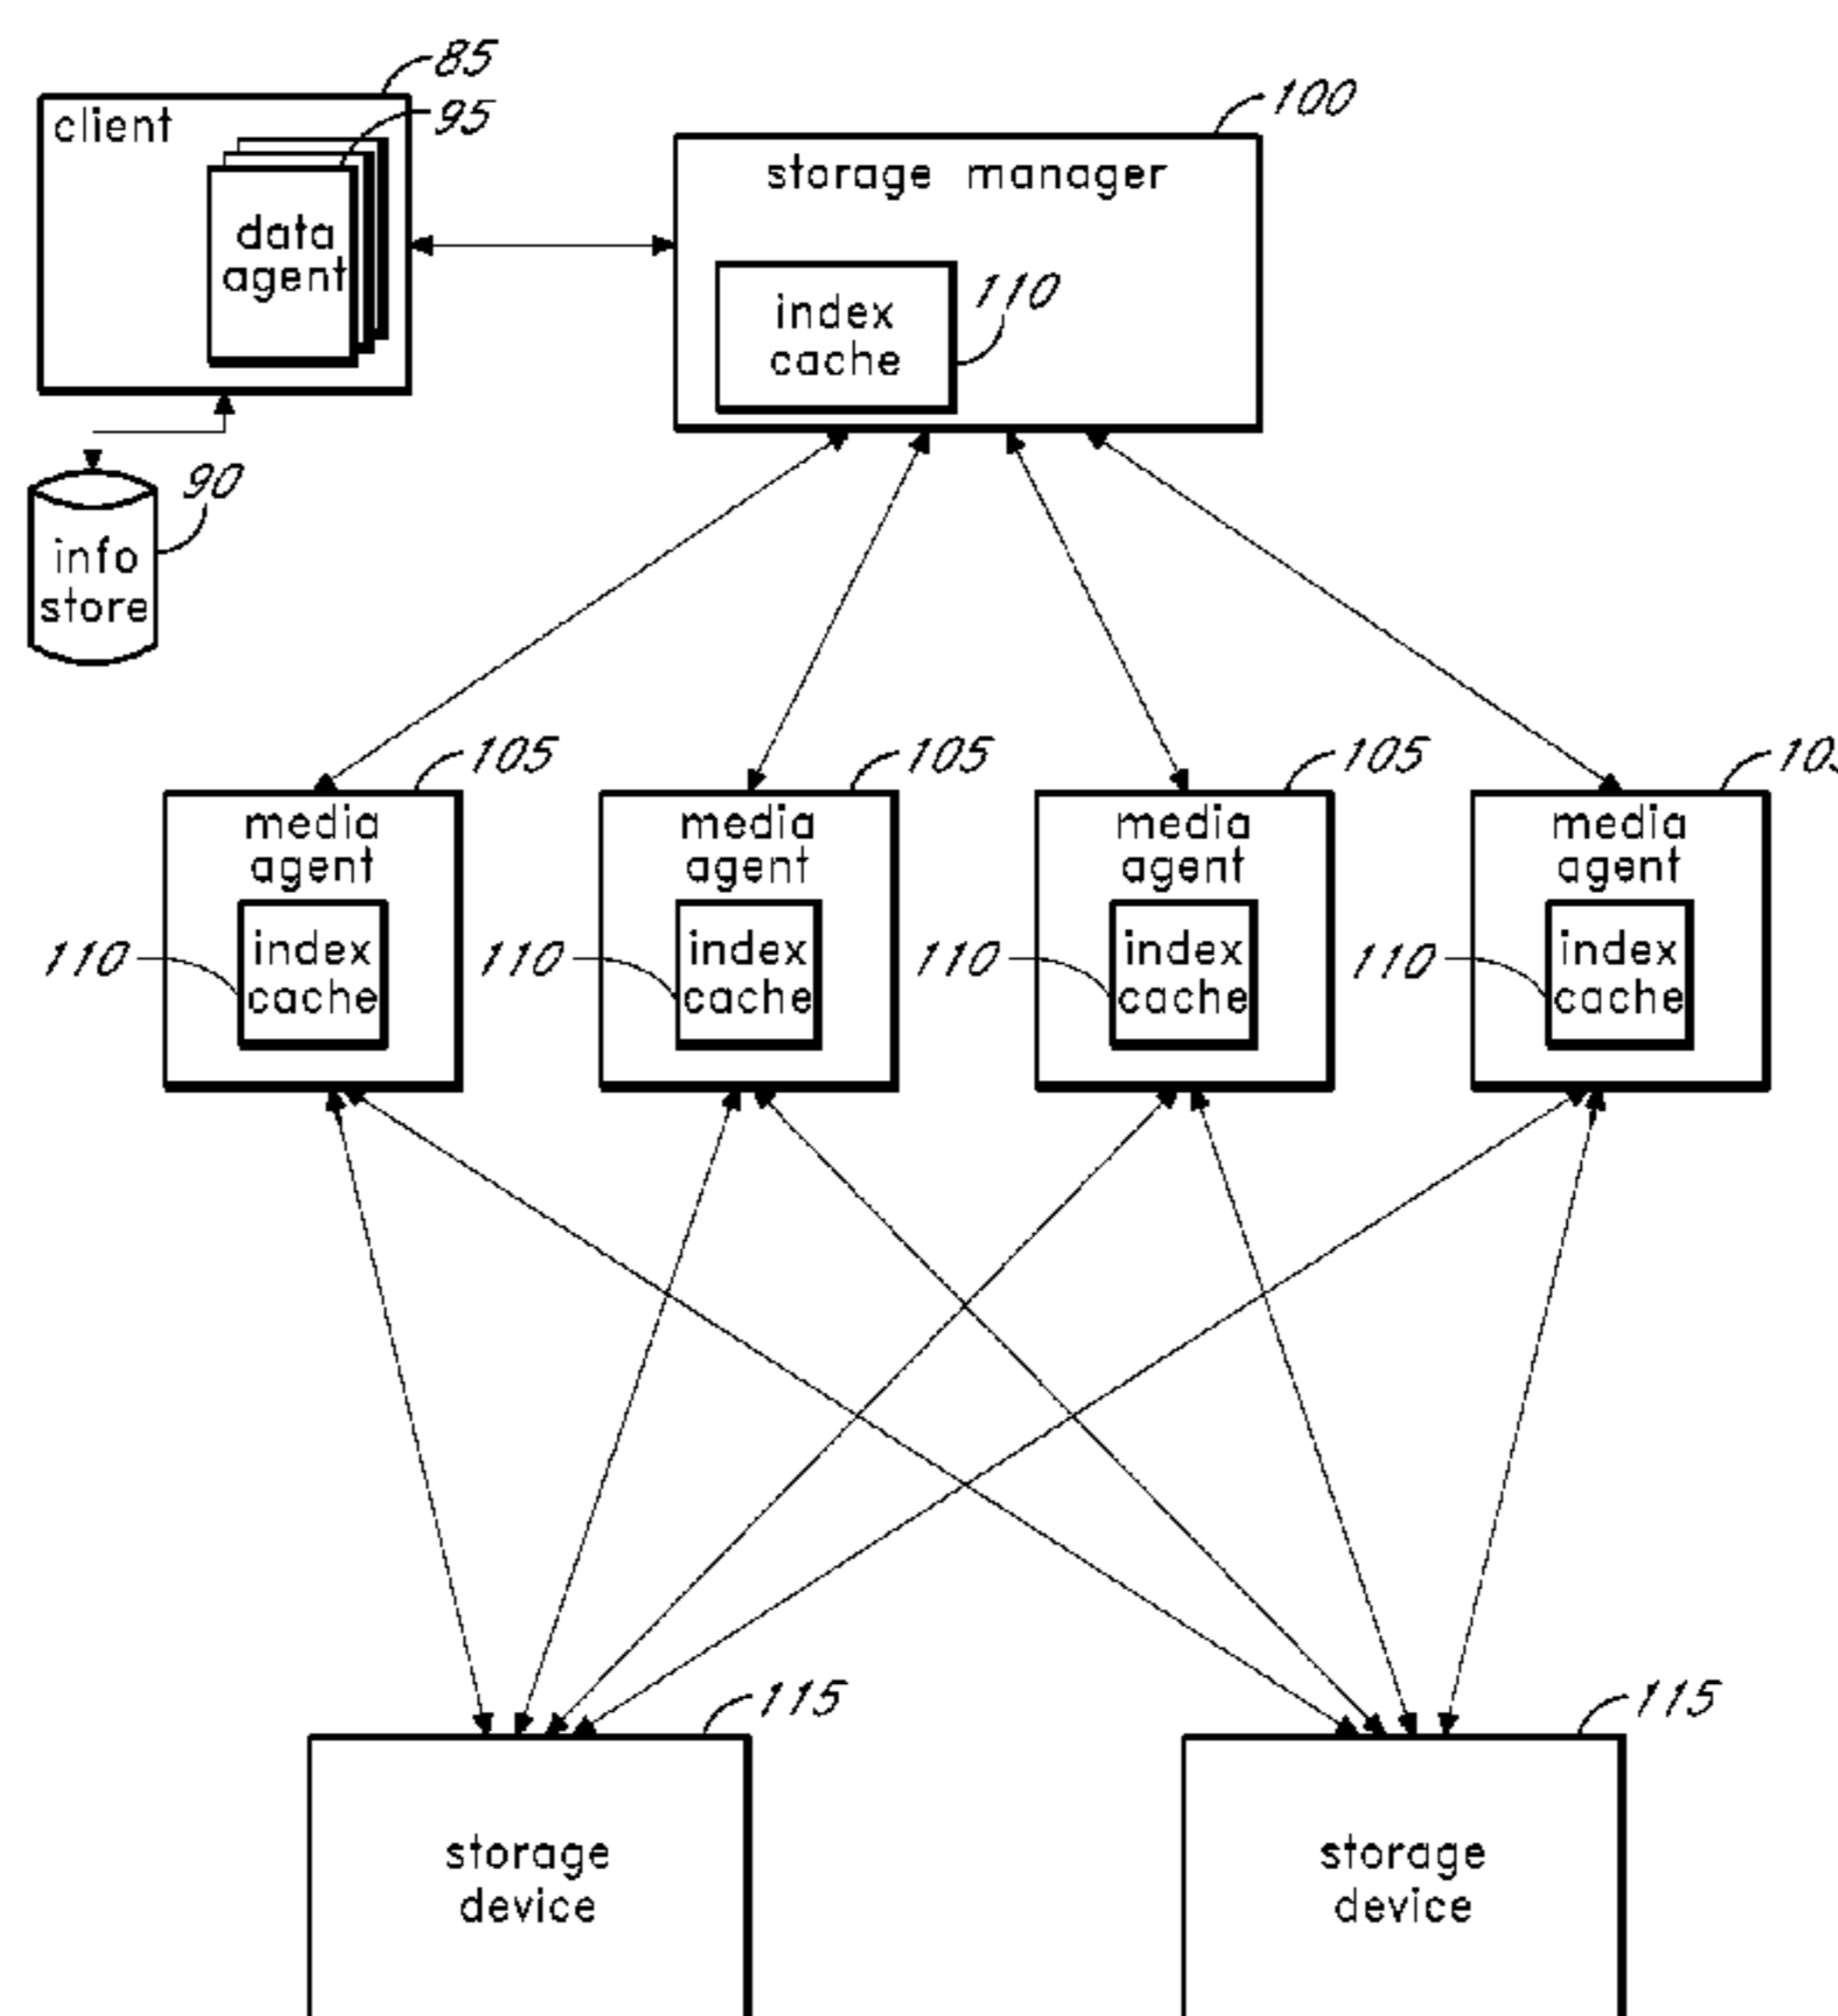 85
client
95
data
agent
100
storage manager
index
cache
110
90
info
store
105
105
105
media
agent
media
agent
media
agent
media
agent
110
index
cache
110
index
cache
110
index
cache
110
index
cache
115
115
storage
device
storage
device